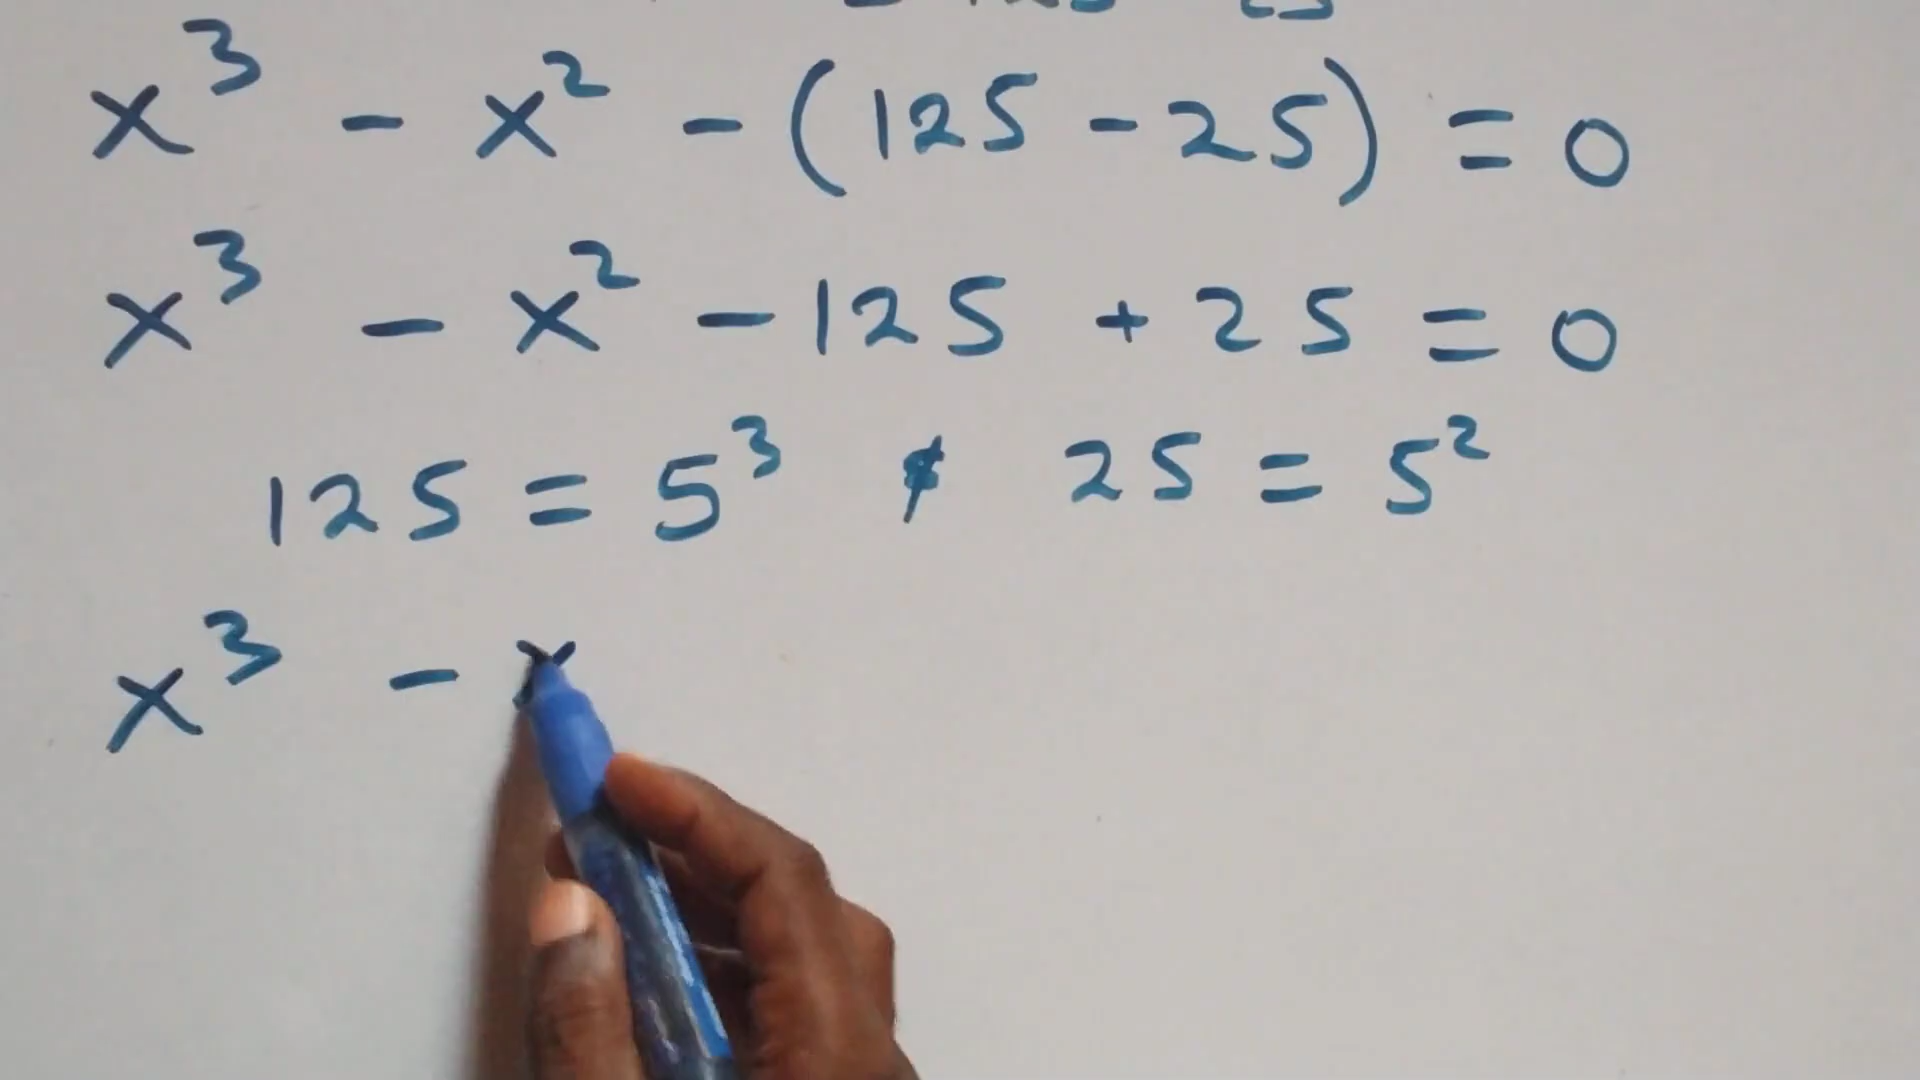 x³ - x² - (125 - 25) = 0
x³ - x² - 125 + 25 = 0
125 = 5³ & 25 = 5²
x³ - x